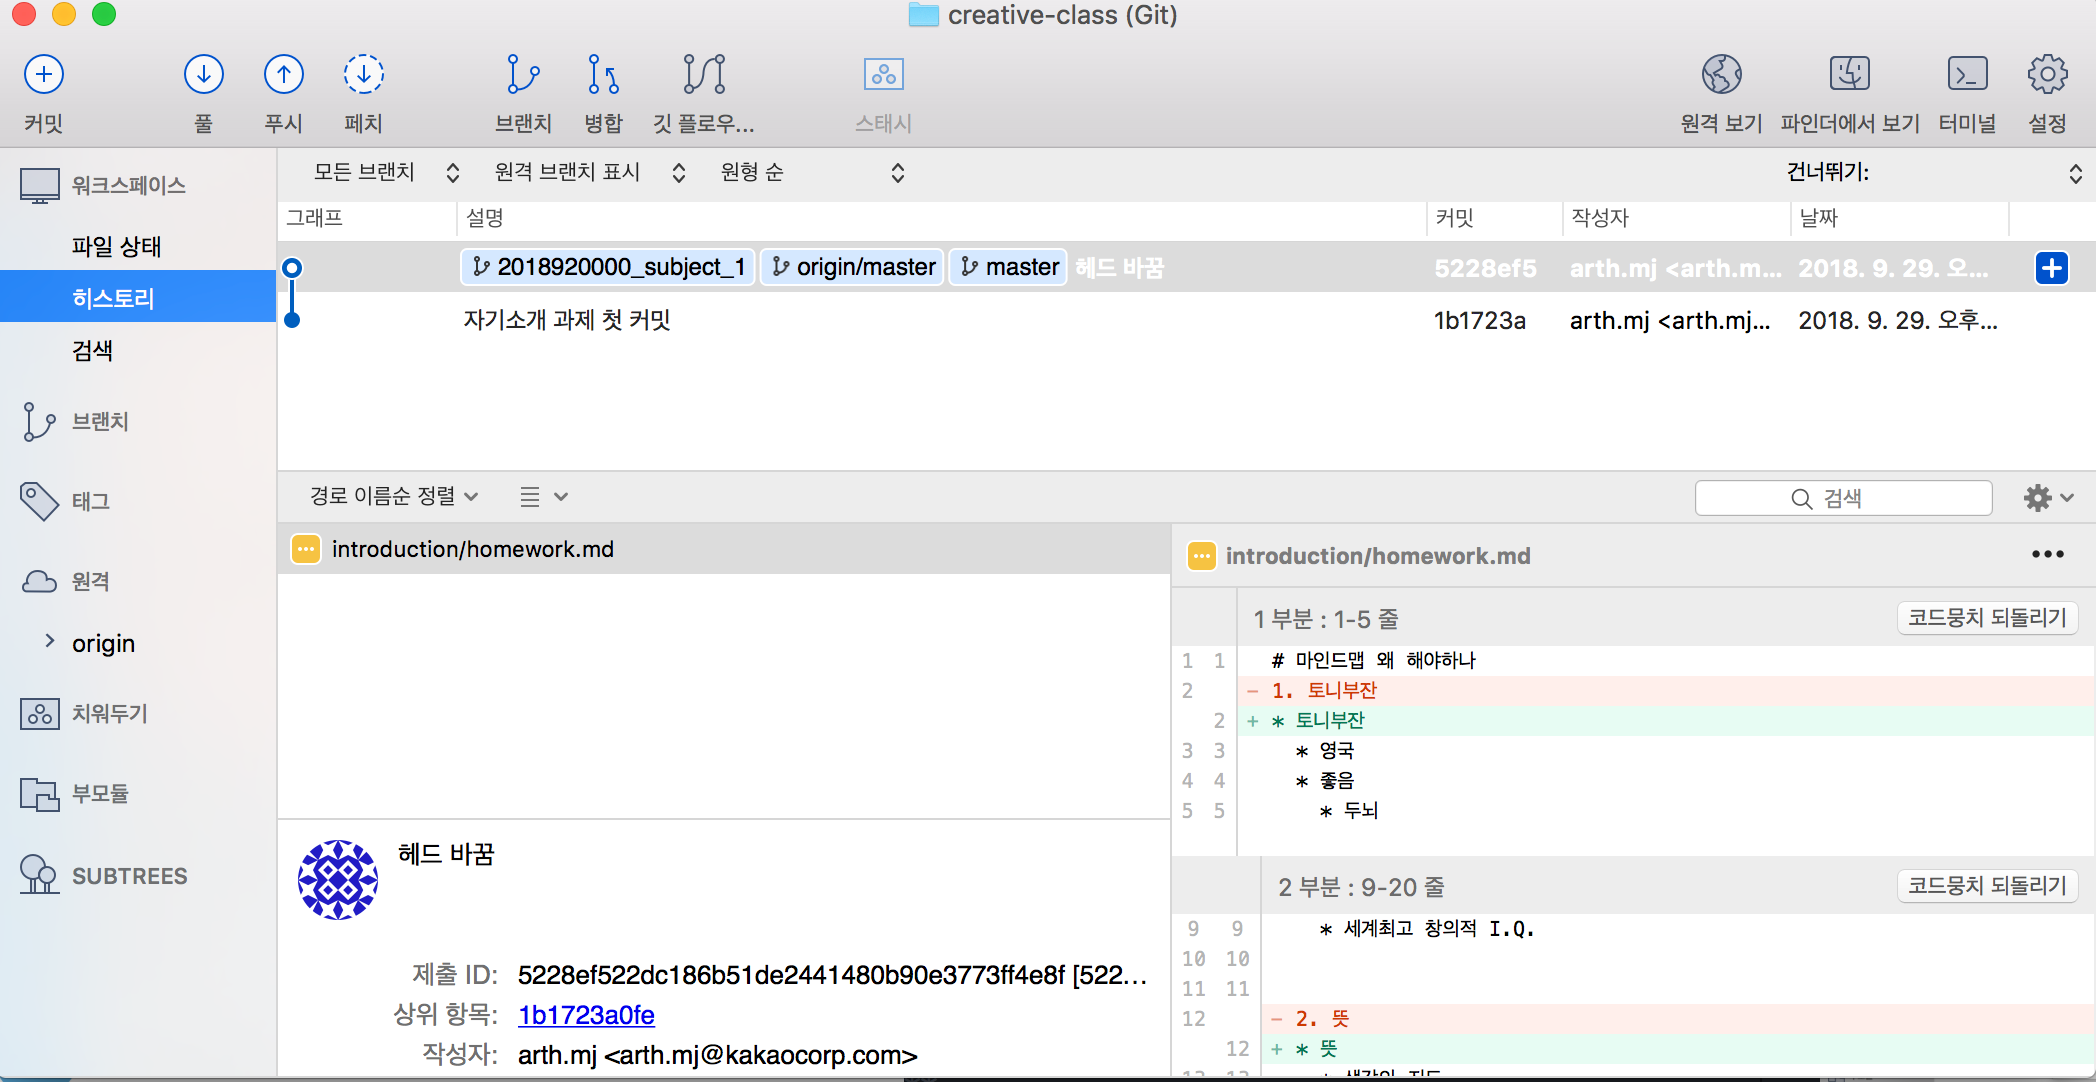 creative-class (Git)
커밋 풀 푸시 페치 브랜치 병합 깃 플로우... 스태시 원격 보기 파인더에서 보기 터미널 설정
워크스페이스
파일 상태
히스토리
검색
브랜치
태그
원격
origin
치워두기
부모듈
SUBTREES
모든 브랜치 원격 브랜치 표시 원형 순 건너뛰기:
그래프 설명 커밋 작성자 날짜
2018920000_subject_1 origin/master master 헤드 바꿈 5228ef5 arth.mj <arth.m... 2018. 9. 29. 오...
자기소개 과제 첫 커밋 1b1723a arth.mj <arth.mj... 2018. 9. 29. 오후...
경로 이름순 정렬 검색
introduction/homework.md
헤드 바꿈
제출 ID: 5228ef522dc186b51de2441480b90e3773ff4e8f [522...
상위 항목: 1b1723a0fe
작성자: arth.mj <arth.mj@kakaocorp.com>
introduction/homework.md
1 부분 : 1-5 줄 코드뭉치 되돌리기
1 1 # 마인드맵 왜 해야하나
2 - 1. 토니부잔
2 + * 토니부잔
3 3 * 영국
4 4 * 좋음
5 5 * 두뇌
2 부분 : 9-20 줄 코드뭉치 되돌리기
9 9 * 세계최고 창의적 I.Q.
10 10
11 11
12 - 2. 뜻
12 + * 뜻